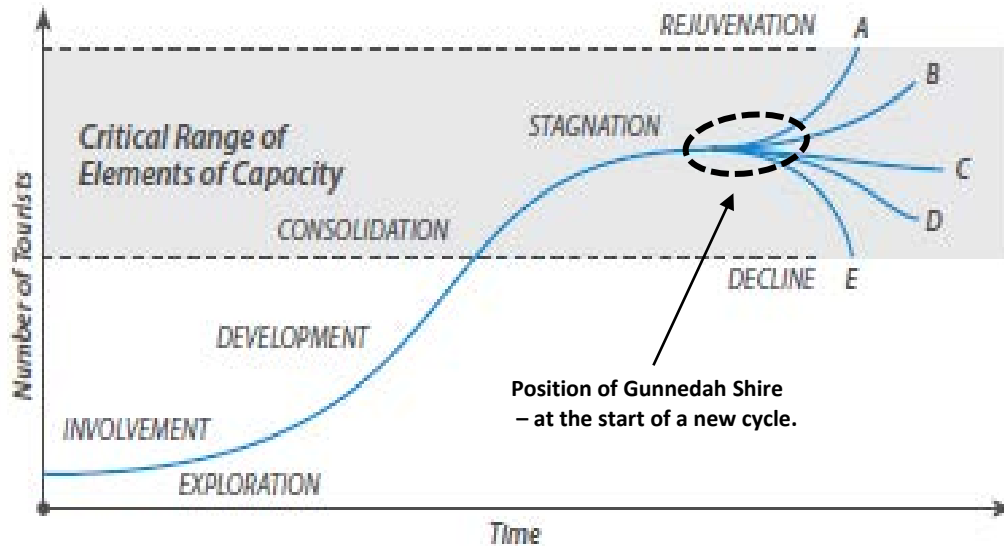 REJUVENATION
A
B
Critical Range of
Elements of Capacity
STAGNATION
C
CONSOLIDATION
D
DECLINE
E
Number of Tourists
DEVELOPMENT
Position of Gunnedah Shire
– at the start of a new cycle.
INVOLVEMENT
EXPLORATION
Time